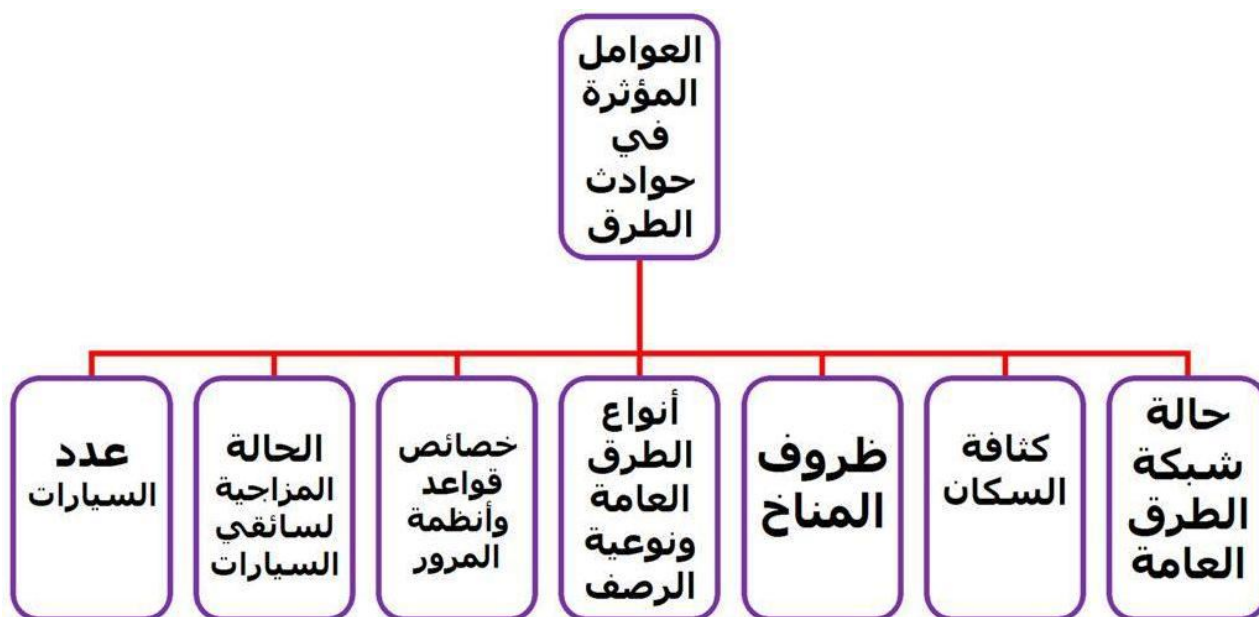 العوامل
المؤثرة
في
حوادث
الطرق
حالة
شبكة
الطرق
العامة
كثافة
السكان
ظروف
المناخ
أنواع
الطرق
العامة
ونوعية
الرصف
خصائص
قواعد
وأنظمة
المرور
الحالة
المزاجية
لسائقي
السيارات
عدد
السيارات